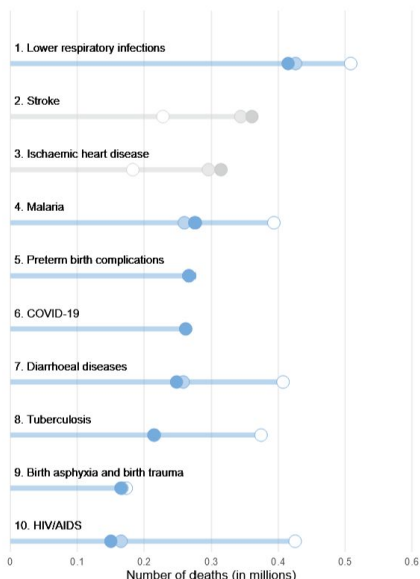 1. Lower respiratory infections
2. Stroke
3. Ischaemic heart disease
4. Malaria
5. Preterm birth complications
6. COVID-19
7. Diarrhoeal diseases
8. Tuberculosis
9. Birth asphyxia and birth trauma
10. HIV/AIDS
0 0.1 0.2 0.3 0.4 0.5 0.6
Number of deaths (in millions)